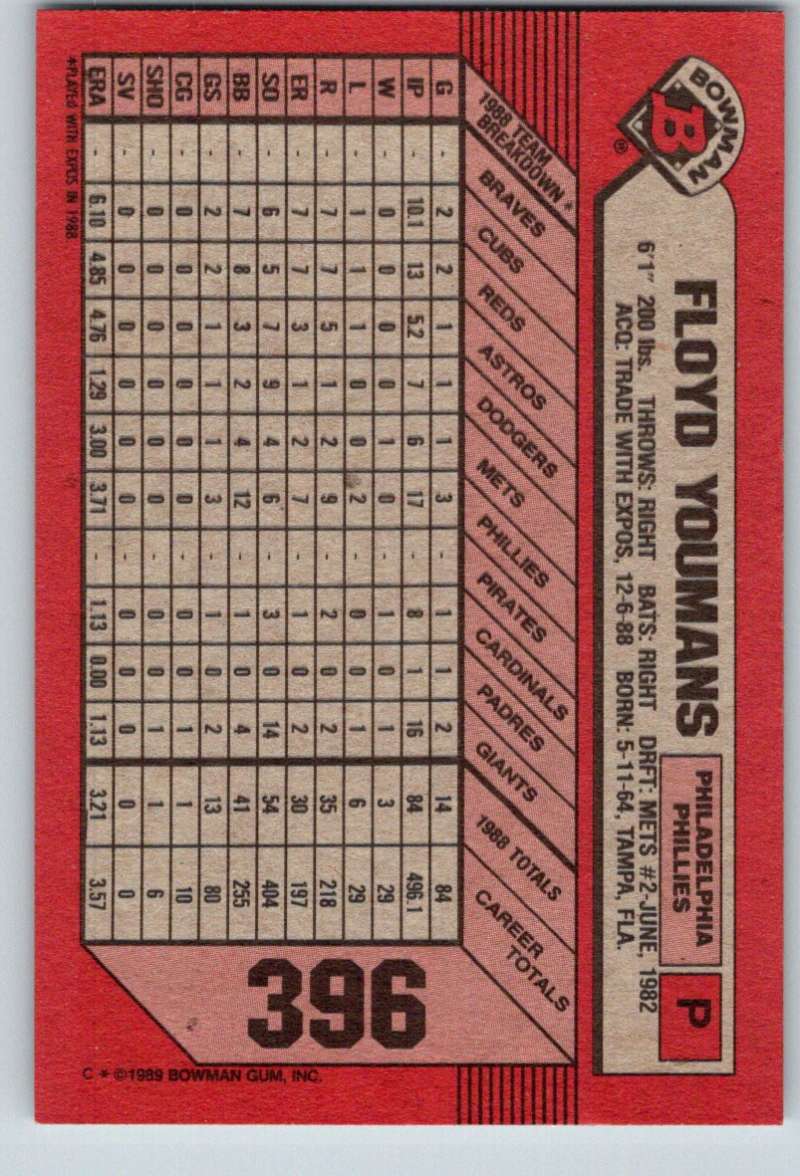 BOWMAN
B
®
FLOYD YOUMANS
PHILADELPHIA
PHILLIES
P
6'1" 200 lbs. THROWS: RIGHT BATS: RIGHT DRFT: METS #2-JUNE, 1982
ACQ: TRADE WITH EXPOS, 12-6-88 BORN: 5-11-64, TAMPA, FLA.
1988 TEAM
BREAKDOWN*
BRAVES
CUBS
REDS
ASTROS
DODGERS
METS
PHILLIES
PIRATES
CARDINALS
PADRES
GIANTS
1988 TOTALS
CAREER
TOTALS
G - 2 2 1 1 1 3 - 1 1 2 14 84
IP - 10.1 13 5.2 7 6 17 - 8 1 16 84 496.1
W - 0 0 0 0 1 0 - 1 0 1 3 29
L - 1 1 1 0 0 2 - 0 0 1 6 29
R - 7 7 5 1 2 9 - 2 0 2 35 218
ER - 7 7 3 1 2 7 - 1 0 2 30 197
SO - 6 5 7 9 4 6 - 3 0 14 54 404
BB - 7 8 3 2 4 12 - 1 0 4 41 255
GS - 2 2 1 1 1 3 - 1 0 2 13 80
CG - 0 0 0 0 0 0 - 0 0 1 1 10
SHO - 0 0 0 0 0 0 - 0 0 1 1 6
SV - 0 0 0 0 0 0 - 0 0 0 0 0
ERA - 6.10 4.85 4.76 1.29 3.00 3.71 - 1.13 0.00 1.13 3.21 3.57
*PLAYED WITH EXPOS IN 1988
396
C * ©1989 BOWMAN GUM, INC.